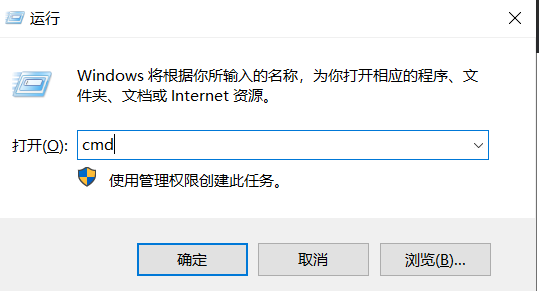 运行
Windows 将根据你所输入的名称，为你打开相应的程序、文
件夹、文档或 Internet 资源。
打开(O): cmd
使用管理权限创建此任务。
确定 取消 浏览(B)...